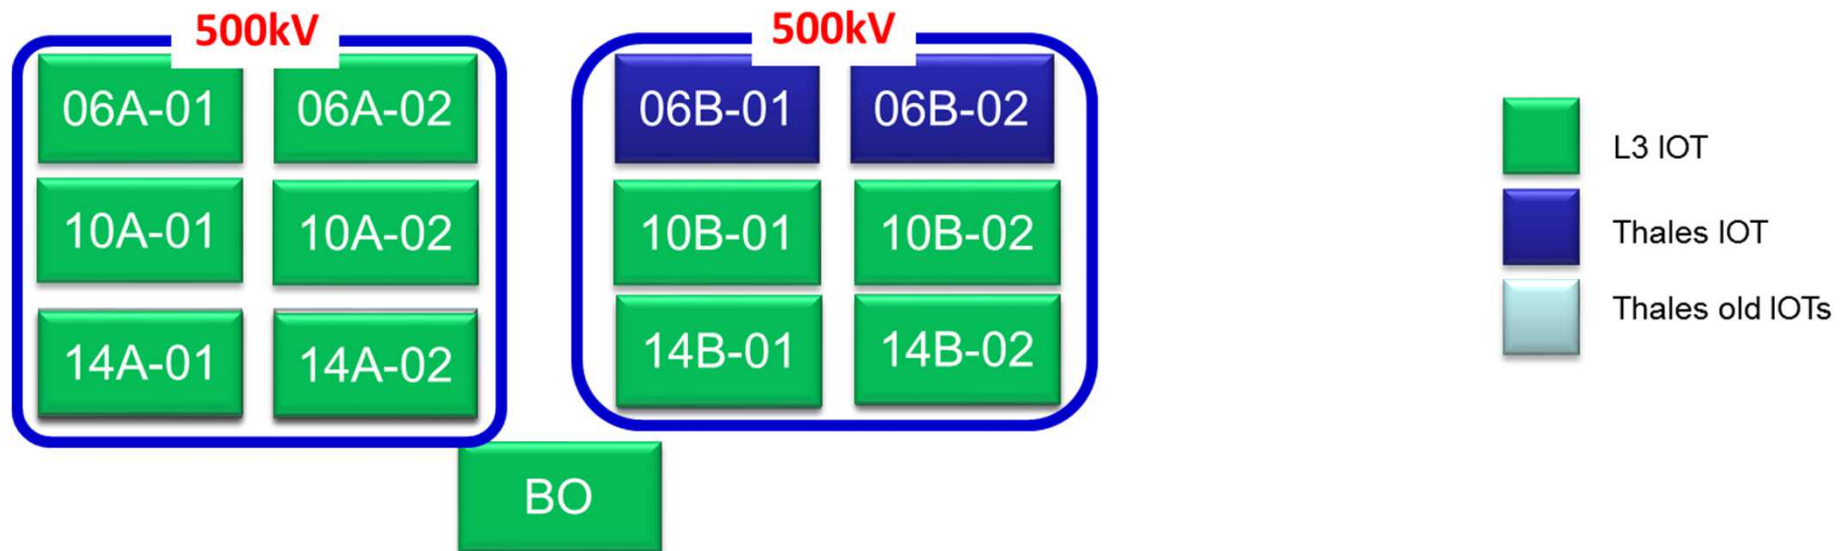 500kV
06A-01
06A-02
10A-01
10A-02
14A-01
14A-02
500kV
06B-01
06B-02
10B-01
10B-02
14B-01
14B-02
BO
L3 IOT
Thales IOT
Thales old IOTs